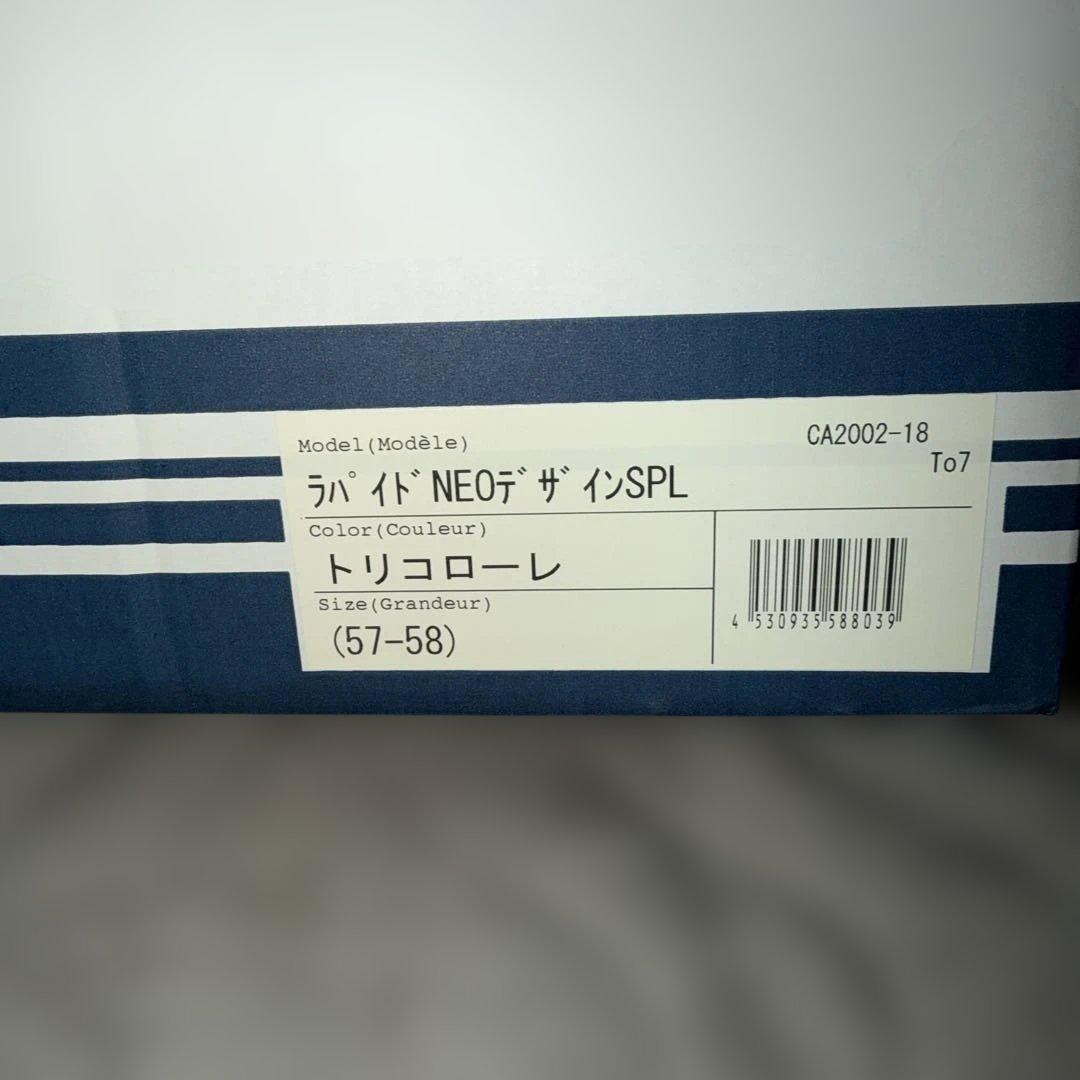 Model(Modèle)
CA2002-18
To7
ﾗﾊﾟｲﾄﾞNEOﾃﾞｻﾞｲﾝSPL
Color(Couleur)
トリコローレ
Size(Grandeur)
(57-58)
4 530935 588039